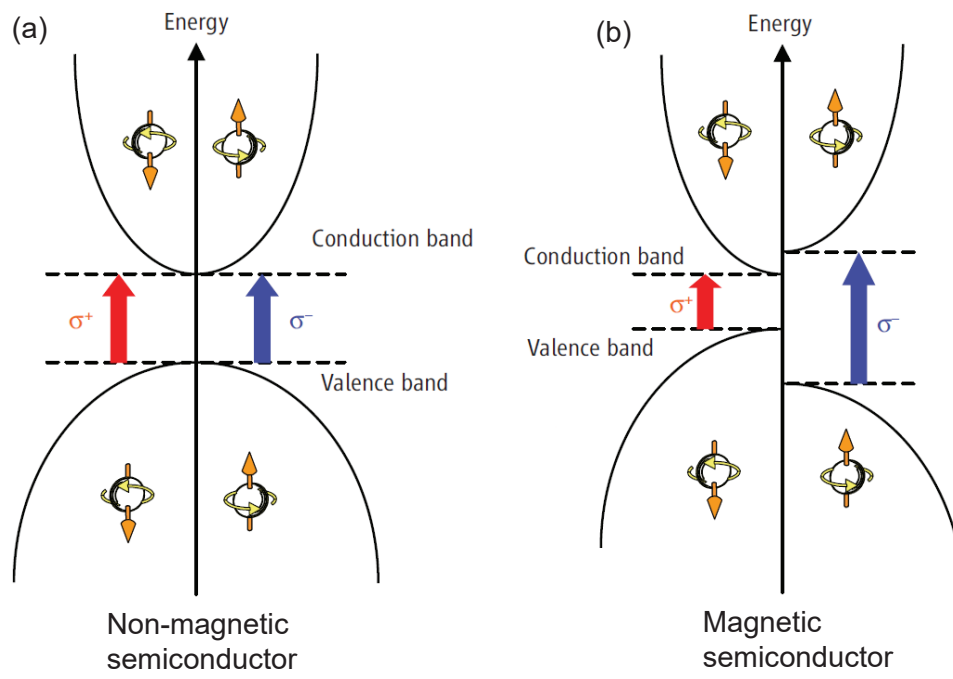 (a)
Energy
Conduction band
σ⁺
σ⁻
Valence band
Non-magnetic
semiconductor
(b)
Energy
Conduction band
σ⁺
σ⁻
Valence band
Magnetic
semiconductor